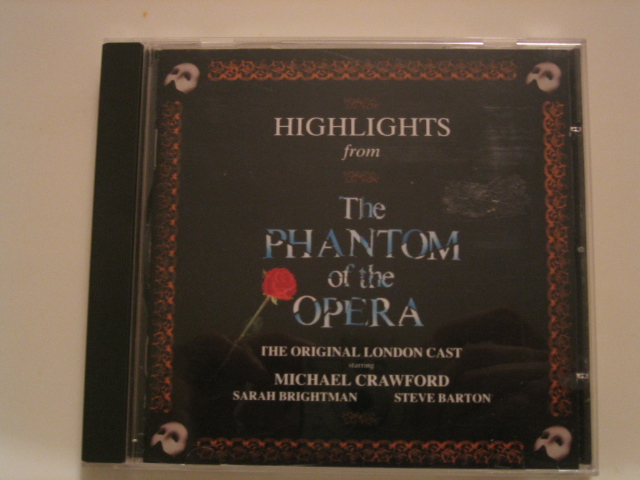 HIGHLIGHTS
from
The
PHANTOM
of the
OPERA
THE ORIGINAL LONDON CAST
starring
MICHAEL CRAWFORD
SARAH BRIGHTMAN STEVE BARTON